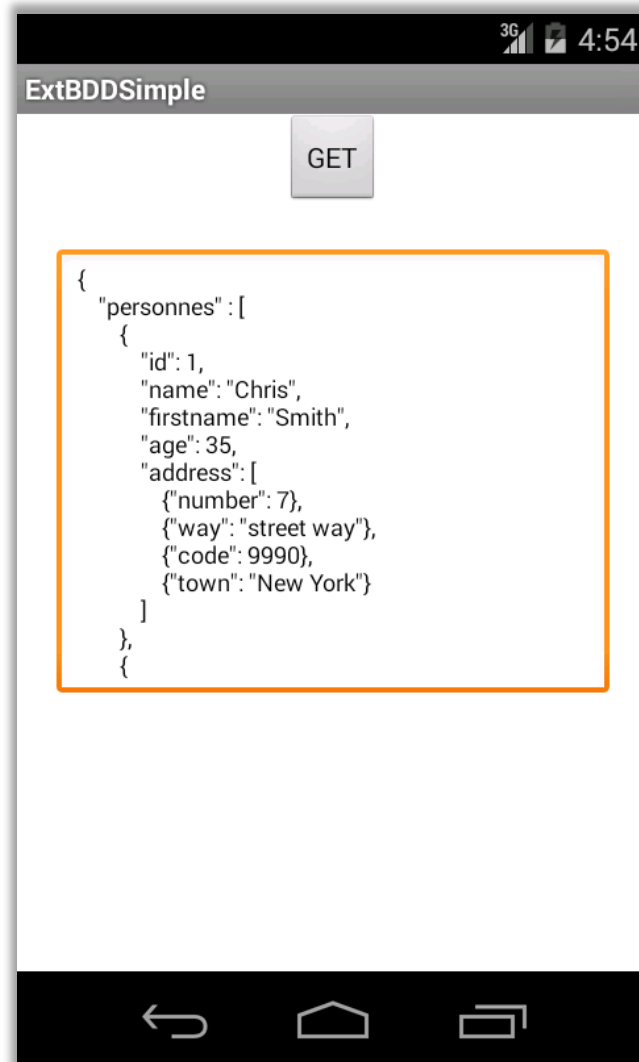 3G 4:54
ExtBDDSimple
GET
{
"personnes" : [
{
"id": 1,
"name": "Chris",
"firstname": "Smith",
"age": 35,
"address": [
{"number": 7},
{"way": "street way"},
{"code": 9990},
{"town": "New York"}
]
},
{